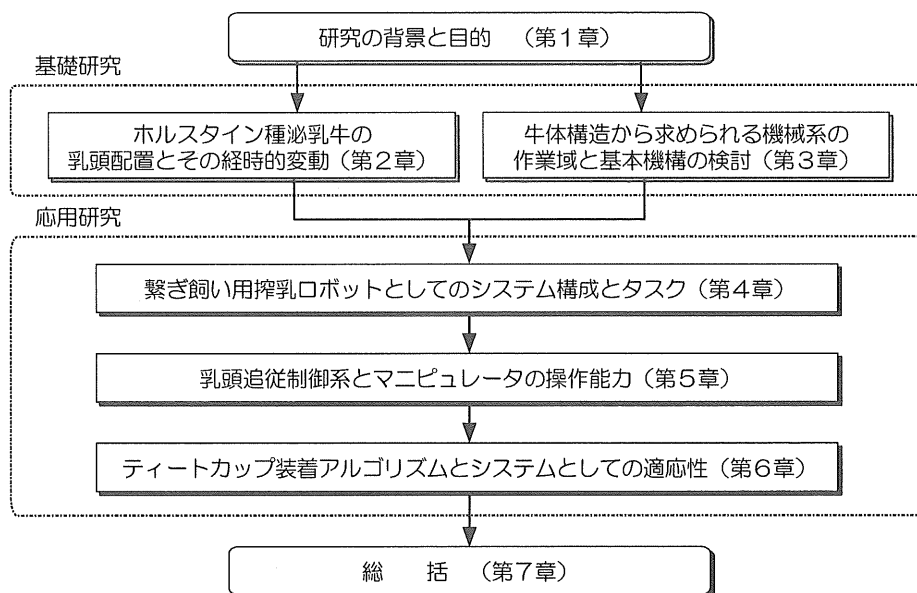 研究の背景と目的　（第１章）
基礎研究
ホルスタイン種泌乳牛の
乳頭配置とその経時的変動（第２章）
牛体構造から求められる機械系の
作業域と基本機構の検討（第３章）
応用研究
繋ぎ飼い用搾乳ロボットとしてのシステム構成とタスク（第４章）
乳頭追従制御系とマニピュレータの操作能力（第５章）
ティートカップ装着アルゴリズムとシステムとしての適応性（第６章）
総　　括　（第７章）